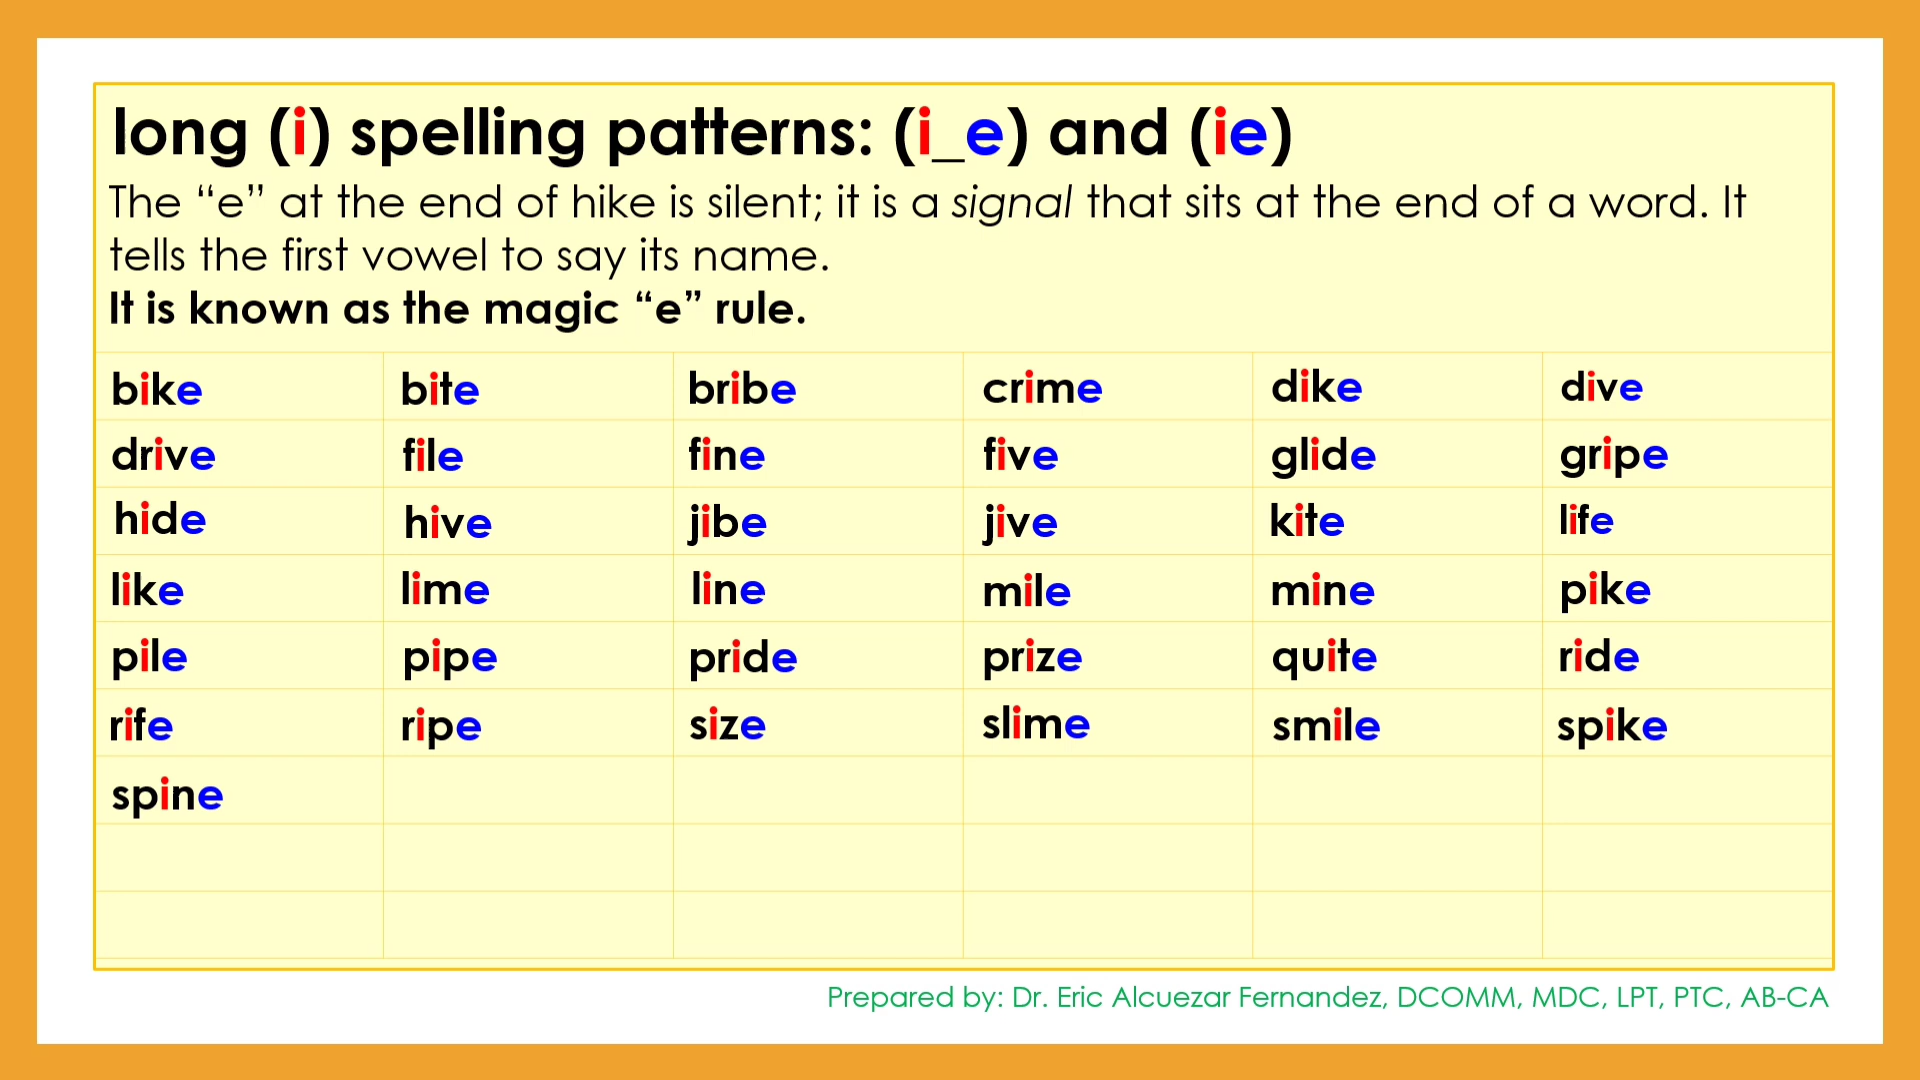 long (i) spelling patterns: (i_e) and (ie)
The “e” at the end of hike is silent; it is a signal that sits at the end of a word. It
tells the first vowel to say its name.
It is known as the magic “e” rule.
bike bite bribe crime dike dive
drive file fine five glide gripe
hide hive jibe jive kite life
like lime line mile mine pike
pile pipe pride prize quite ride
rife ripe size slime smile spike
spine
Prepared by: Dr. Eric Alcuezar Fernandez, DCOMM, MDC, LPT, PTC, AB-CA